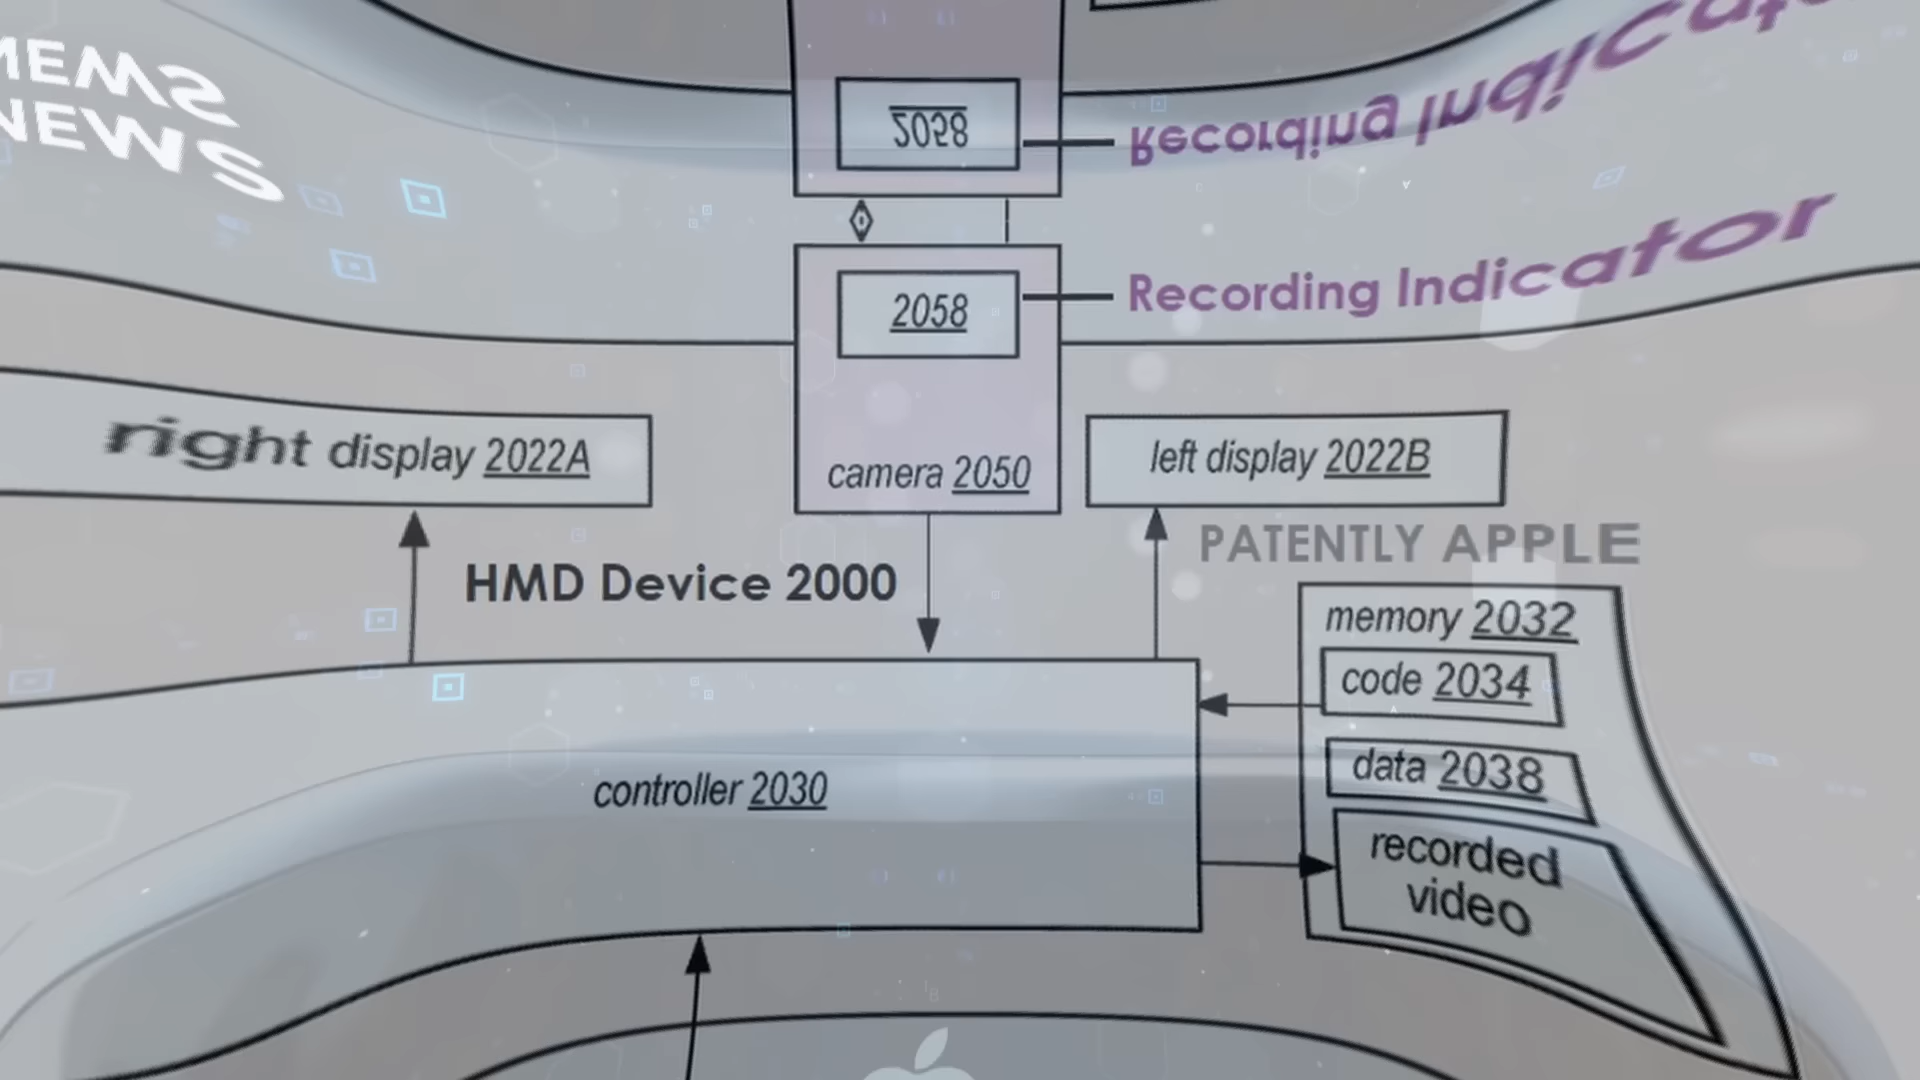 NEWS
NEWS
2058
Recording Indicator
2058
Recording Indicator
right display 2022A
camera 2050
left display 2022B
PATENTLY APPLE
HMD Device 2000
memory 2032
code 2034
data 2038
controller 2030
recorded
video